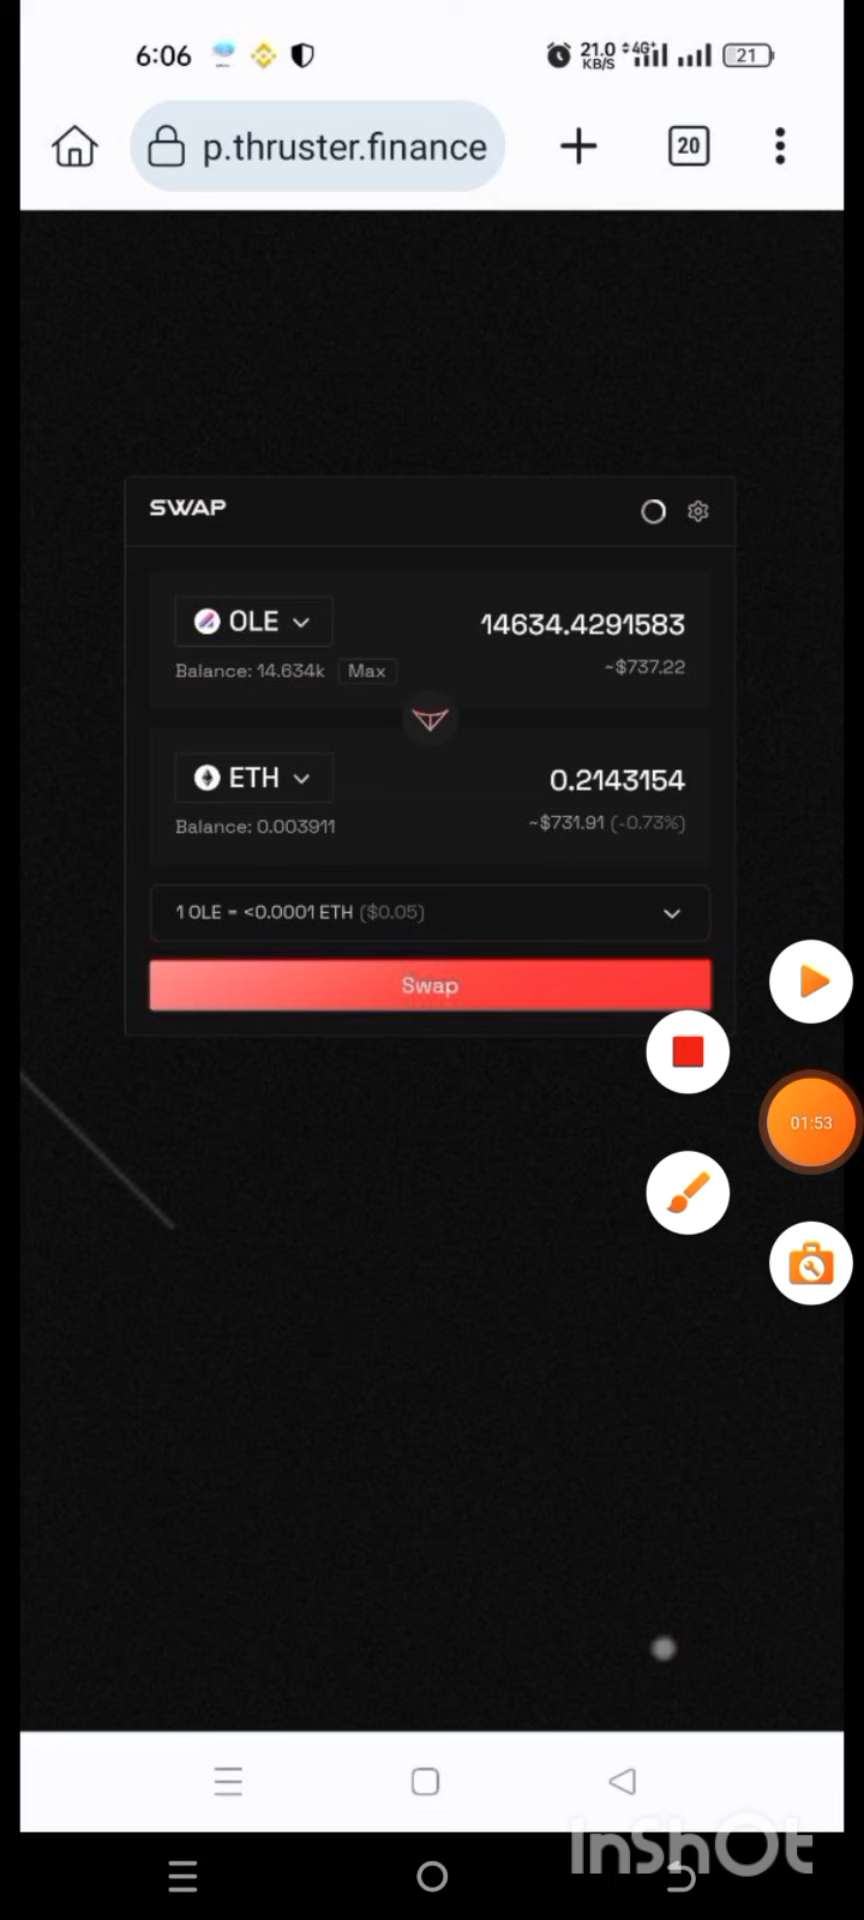 6:06 21.0 KB/S 4G+ 21
p.thruster.finance 20
SWAP
OLE 14634.4291583
Balance: 14.634k Max ~$737.22
ETH 0.2143154
Balance: 0.003911 ~$731.91 (-0.73%)
1 OLE = <0.0001 ETH ($0.05)
Swap
01:53
InShOt